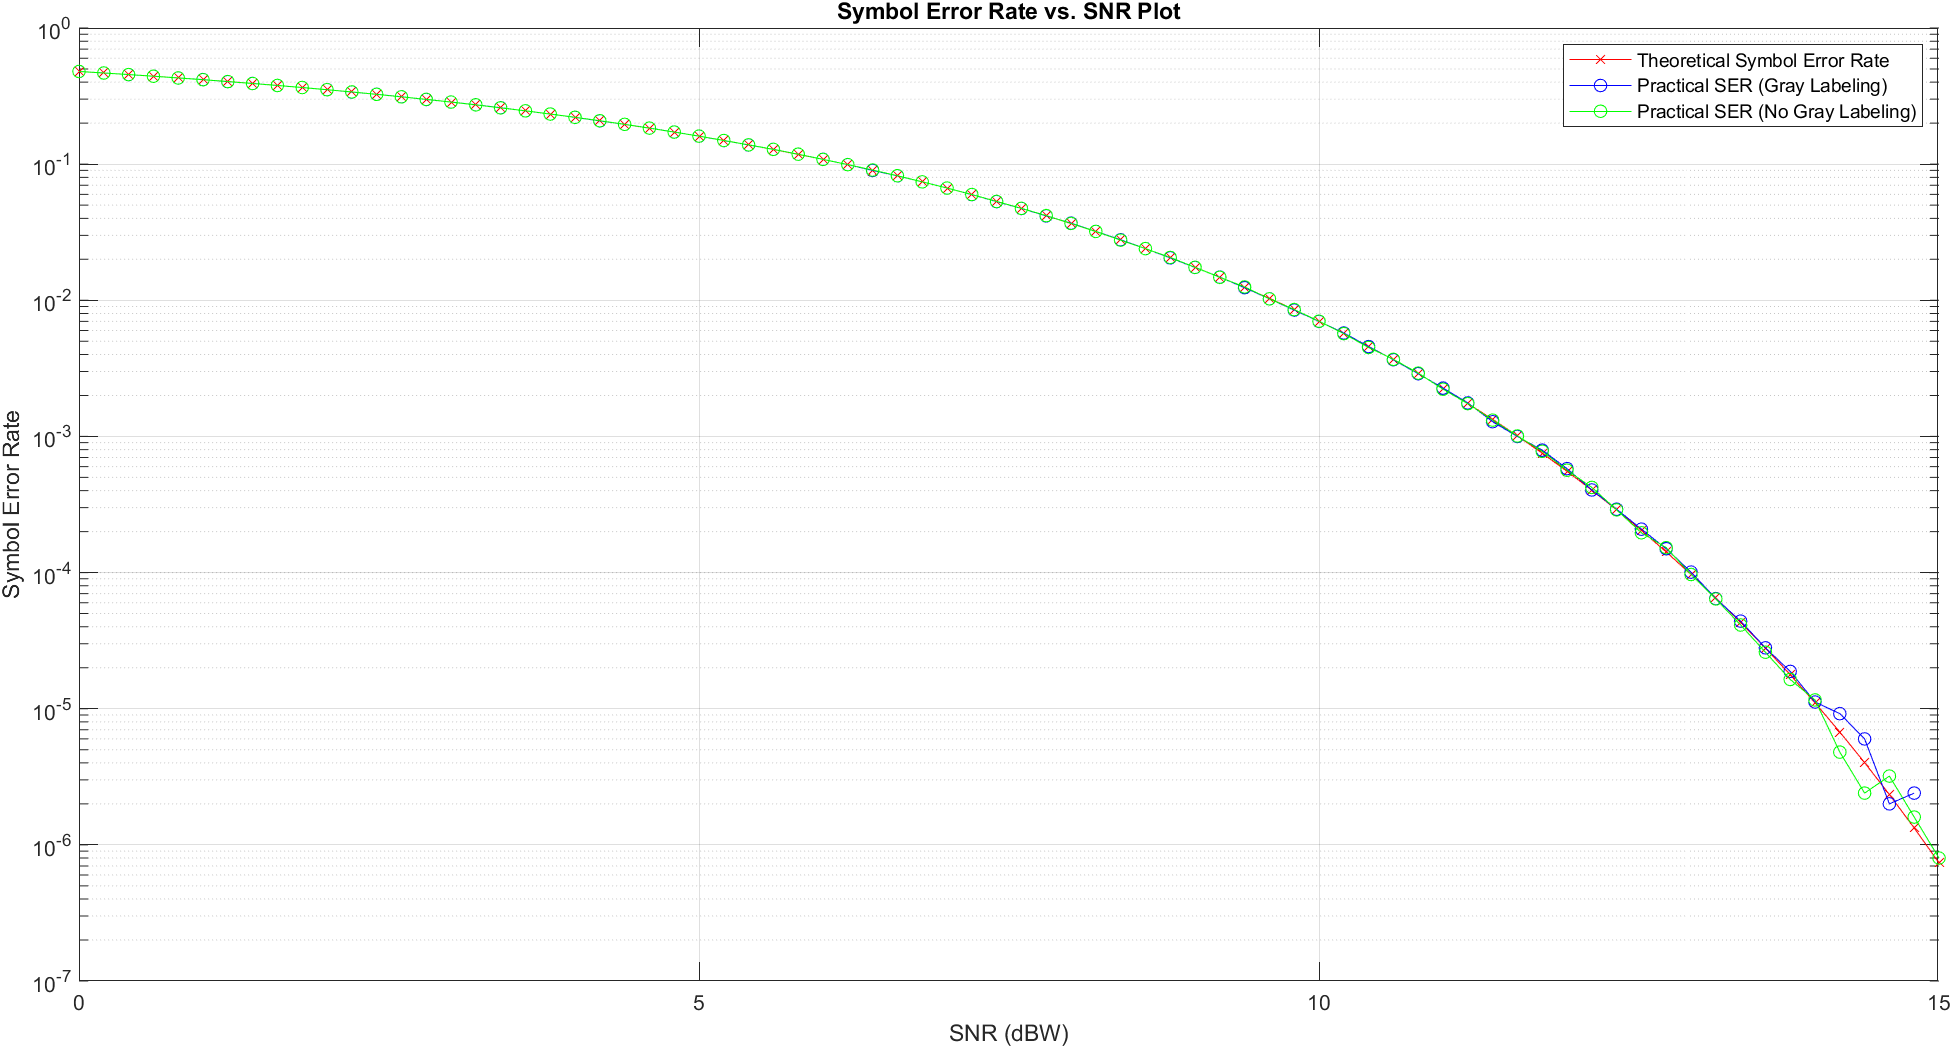 Symbol Error Rate vs. SNR Plot
Theoretical Symbol Error Rate
Practical SER (Gray Labeling)
Practical SER (No Gray Labeling)
Symbol Error Rate
10^0
10^-1
10^-2
10^-3
10^-4
10^-5
10^-6
10^-7
0 5 10 15
SNR (dBW)